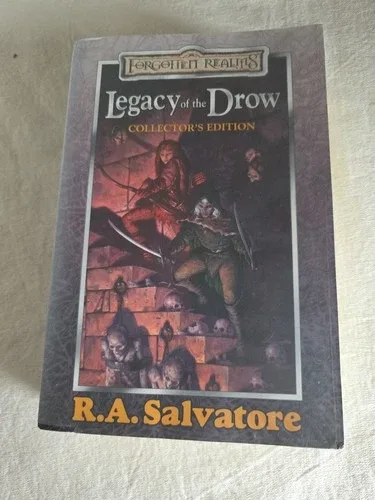 FORGOTTEN REALMS
Legacy of the Drow
COLLECTOR'S EDITION
R.A. Salvatore